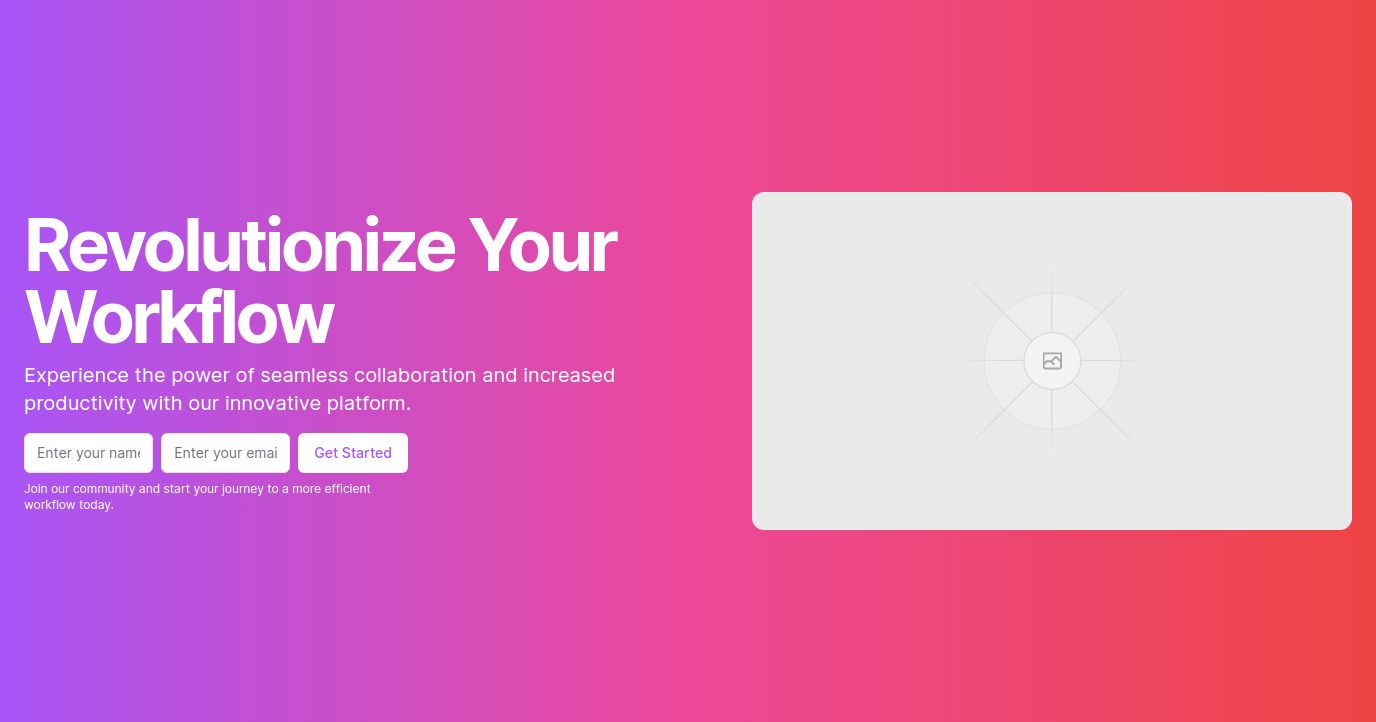 Revolutionize Your
Workflow
Experience the power of seamless collaboration and increased
productivity with our innovative platform.
Enter your name
Enter your emai
Get Started
Join our community and start your journey to a more efficient
workflow today.